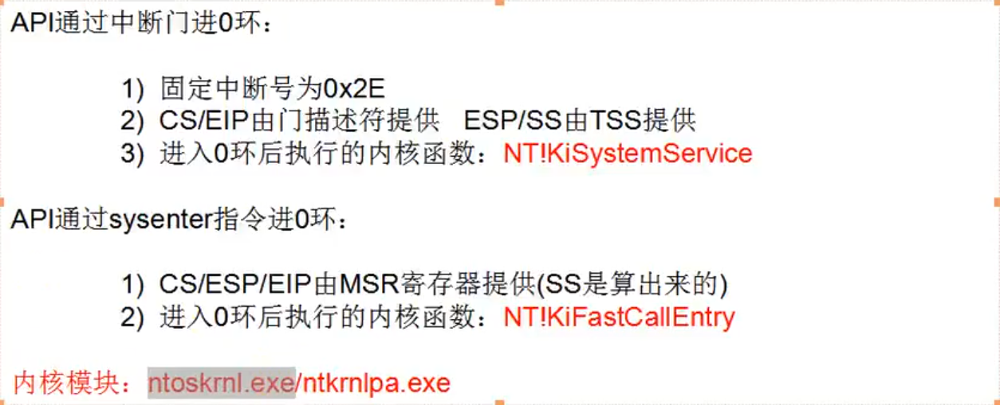 API通过中断门进0环：
1) 固定中断号为0x2E
2) CS/EIP由门描述符提供 ESP/SS由TSS提供
3) 进入0环后执行的内核函数：NT!KiSystemService
API通过sysenter指令进0环：
1) CS/ESP/EIP由MSR寄存器提供(SS是算出来的)
2) 进入0环后执行的内核函数：NT!KiFastCallEntry
内核模块：ntoskrnl.exe/ntkrnlpa.exe